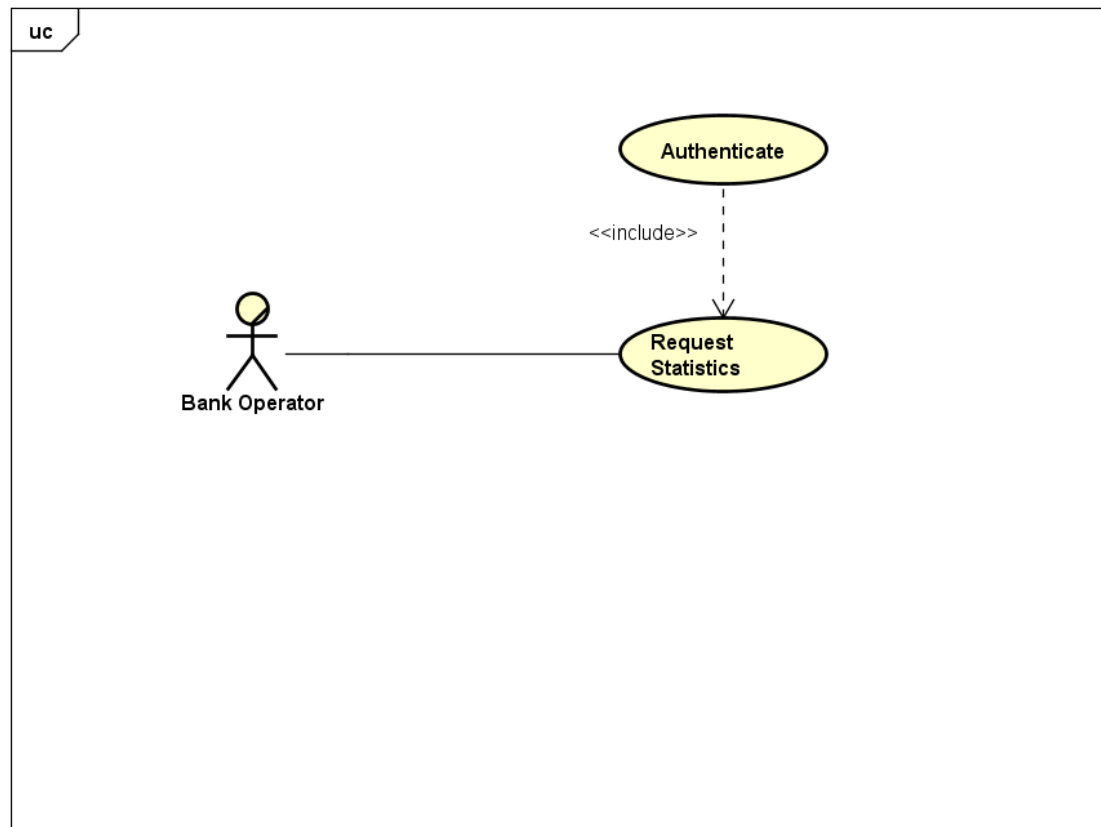 uc
Authenticate
<<include>>
Request
Statistics
Bank Operator